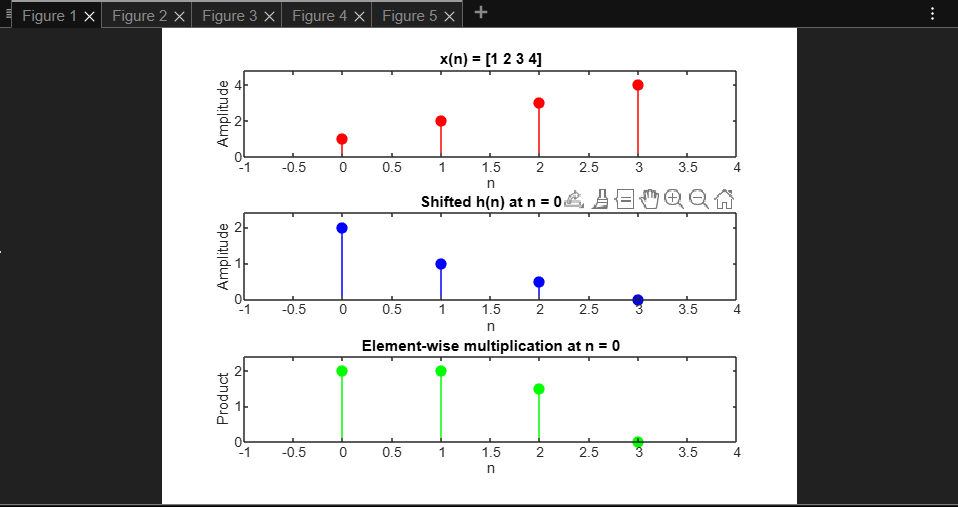 Figure 1 × Figure 2 × Figure 3 × Figure 4 × Figure 5 × +
x(n) = [1 2 3 4]
Amplitude
4
2
0
-1 -0.5 0 0.5 1 1.5 2 2.5 3 3.5 4
n
Shifted h(n) at n = 0
Amplitude
2
1
0
-1 -0.5 0 0.5 1 1.5 2 2.5 3 3.5 4
n
Element-wise multiplication at n = 0
Product
2
1
0
-1 -0.5 0 0.5 1 1.5 2 2.5 3 3.5 4
n